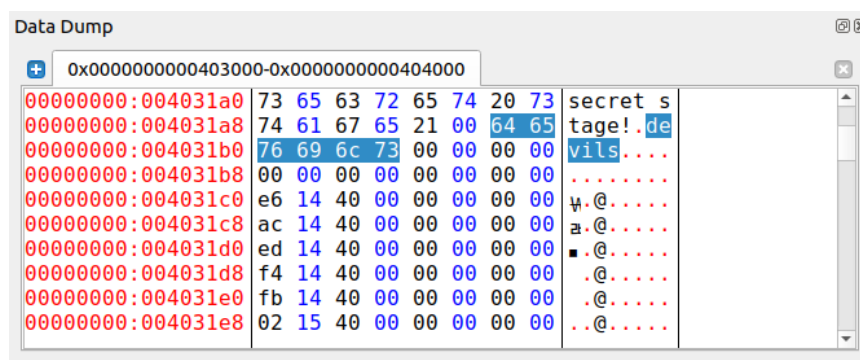 Data Dump
0x0000000000403000-0x0000000000404000
00000000:004031a0 73 65 63 72 65 74 20 73 secret s
00000000:004031a8 74 61 67 65 21 00 64 65 tage!.de
00000000:004031b0 76 69 6c 73 00 00 00 00 vils....
00000000:004031b8 00 00 00 00 00 00 00 00 ........
00000000:004031c0 e6 14 40 00 00 00 00 00 .@.....
00000000:004031c8 ac 14 40 00 00 00 00 00 .@.....
00000000:004031d0 ed 14 40 00 00 00 00 00 ▪.@.....
00000000:004031d8 f4 14 40 00 00 00 00 00 .@.....
00000000:004031e0 fb 14 40 00 00 00 00 00 .@.....
00000000:004031e8 02 15 40 00 00 00 00 00 ..@.....